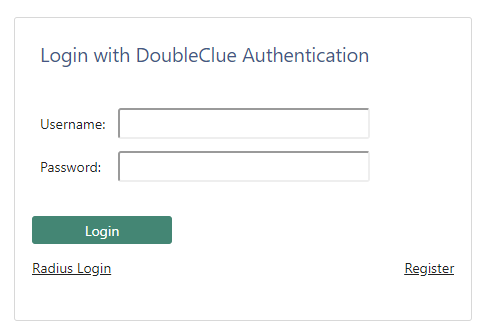 Login with DoubleClue Authentication
Username:
Password:
Login
Radius Login
Register